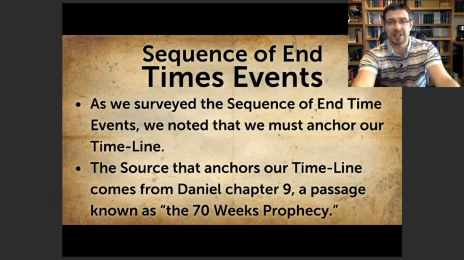 Sequence of End
Times Events
• As we surveyed the Sequence of End Time
Events, we noted that we must anchor our
Time-Line.
• The Source that anchors our Time-Line
comes from Daniel chapter 9, a passage
known as “the 70 Weeks Prophecy.”